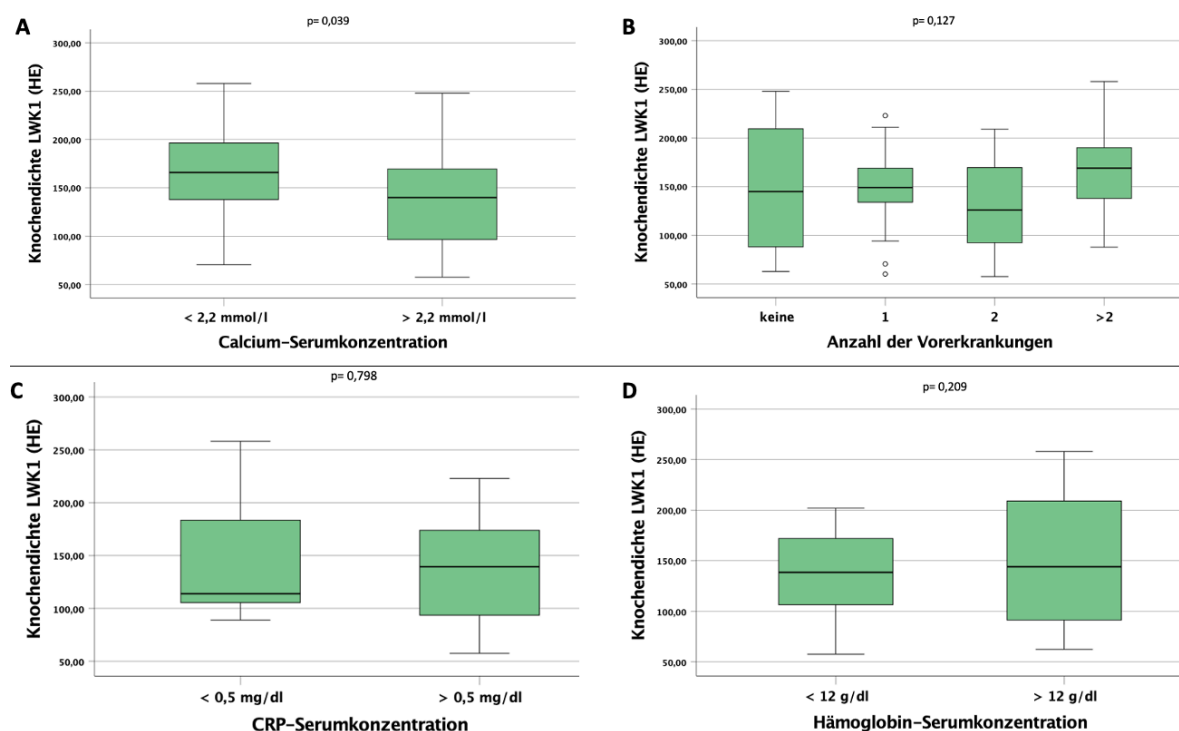 A
p= 0,039
Knochendichte LWK1 (HE)
300,00
250,00
200,00
150,00
100,00
50,00
< 2,2 mmol/l > 2,2 mmol/l
Calcium-Serumkonzentration
B
p= 0,127
Knochendichte LWK1 (HE)
300,00
250,00
200,00
150,00
100,00
50,00
keine 1 2 >2
Anzahl der Vorerkrankungen
C
p= 0,798
Knochendichte LWK1 (HE)
300,00
250,00
200,00
150,00
100,00
50,00
< 0,5 mg/dl > 0,5 mg/dl
CRP-Serumkonzentration
D
p= 0,209
Knochendichte LWK1 (HE)
300,00
250,00
200,00
150,00
100,00
50,00
< 12 g/dl > 12 g/dl
Hämoglobin-Serumkonzentration